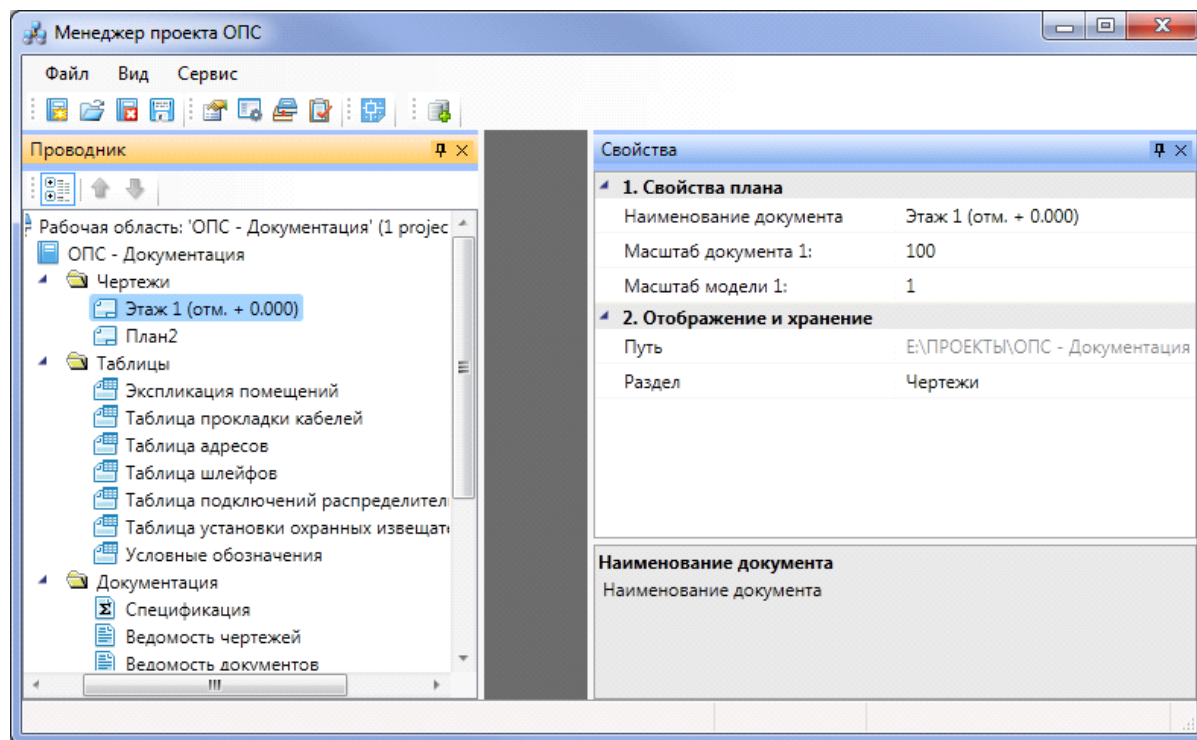 Менеджер проекта ОПС
Файл Вид Сервис
Проводник
Рабочая область: 'ОПС - Документация' (1 projec
ОПС - Документация
Чертежи
Этаж 1 (отм. + 0.000)
План2
Таблицы
Экспликация помещений
Таблица прокладки кабелей
Таблица адресов
Таблица шлейфов
Таблица подключений распределител
Таблица установки охранных извещат
Условные обозначения
Документация
Спецификация
Ведомость чертежей
Ведомость документов
Свойства
1. Свойства плана
Наименование документа Этаж 1 (отм. + 0.000)
Масштаб документа 1: 100
Масштаб модели 1: 1
2. Отображение и хранение
Путь E:\ПРОЕКТЫ\ОПС - Документация
Раздел Чертежи
Наименование документа
Наименование документа